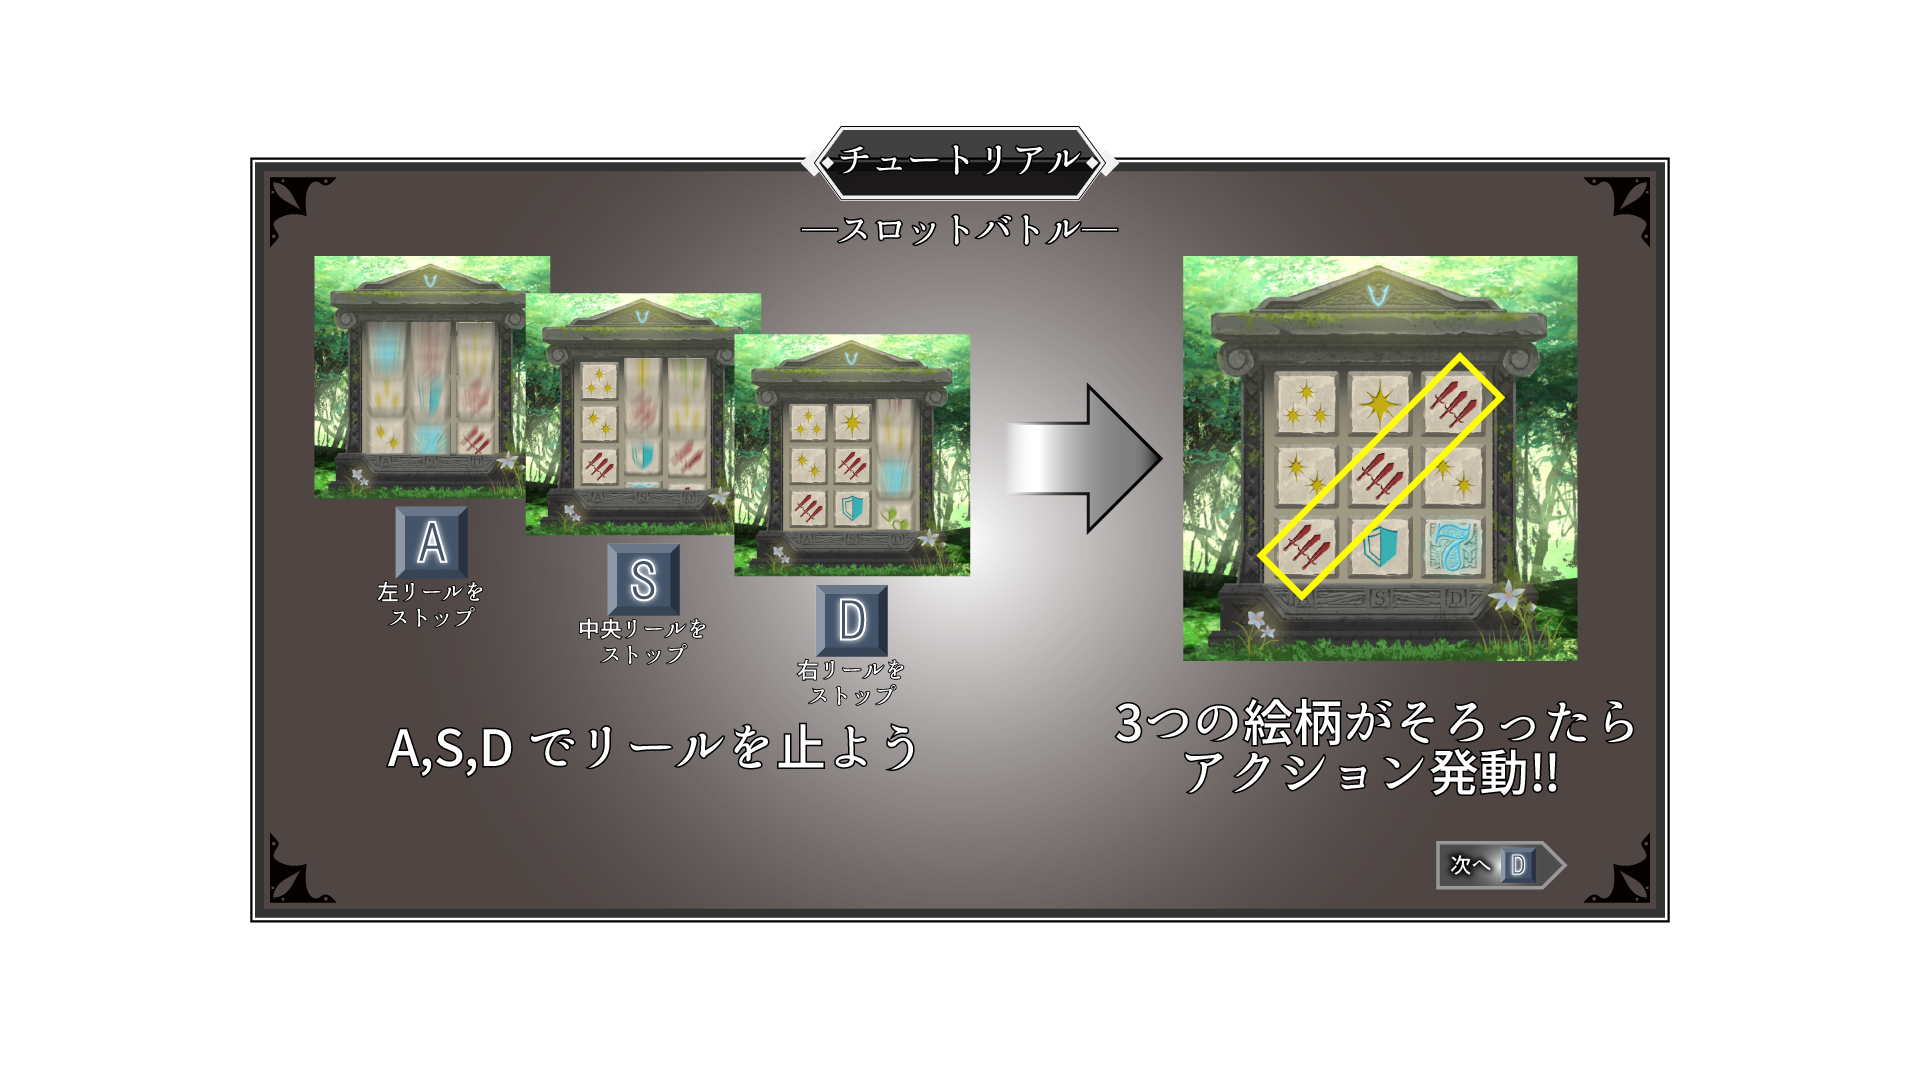 チュートリアル
―スロットバトル―
A
左リールを
ストップ
S
中央リールを
ストップ
D
右リールを
ストップ
A,S,D でリールを止よう
A S D
3つの絵柄がそろったら
アクション発動!!
次へ D